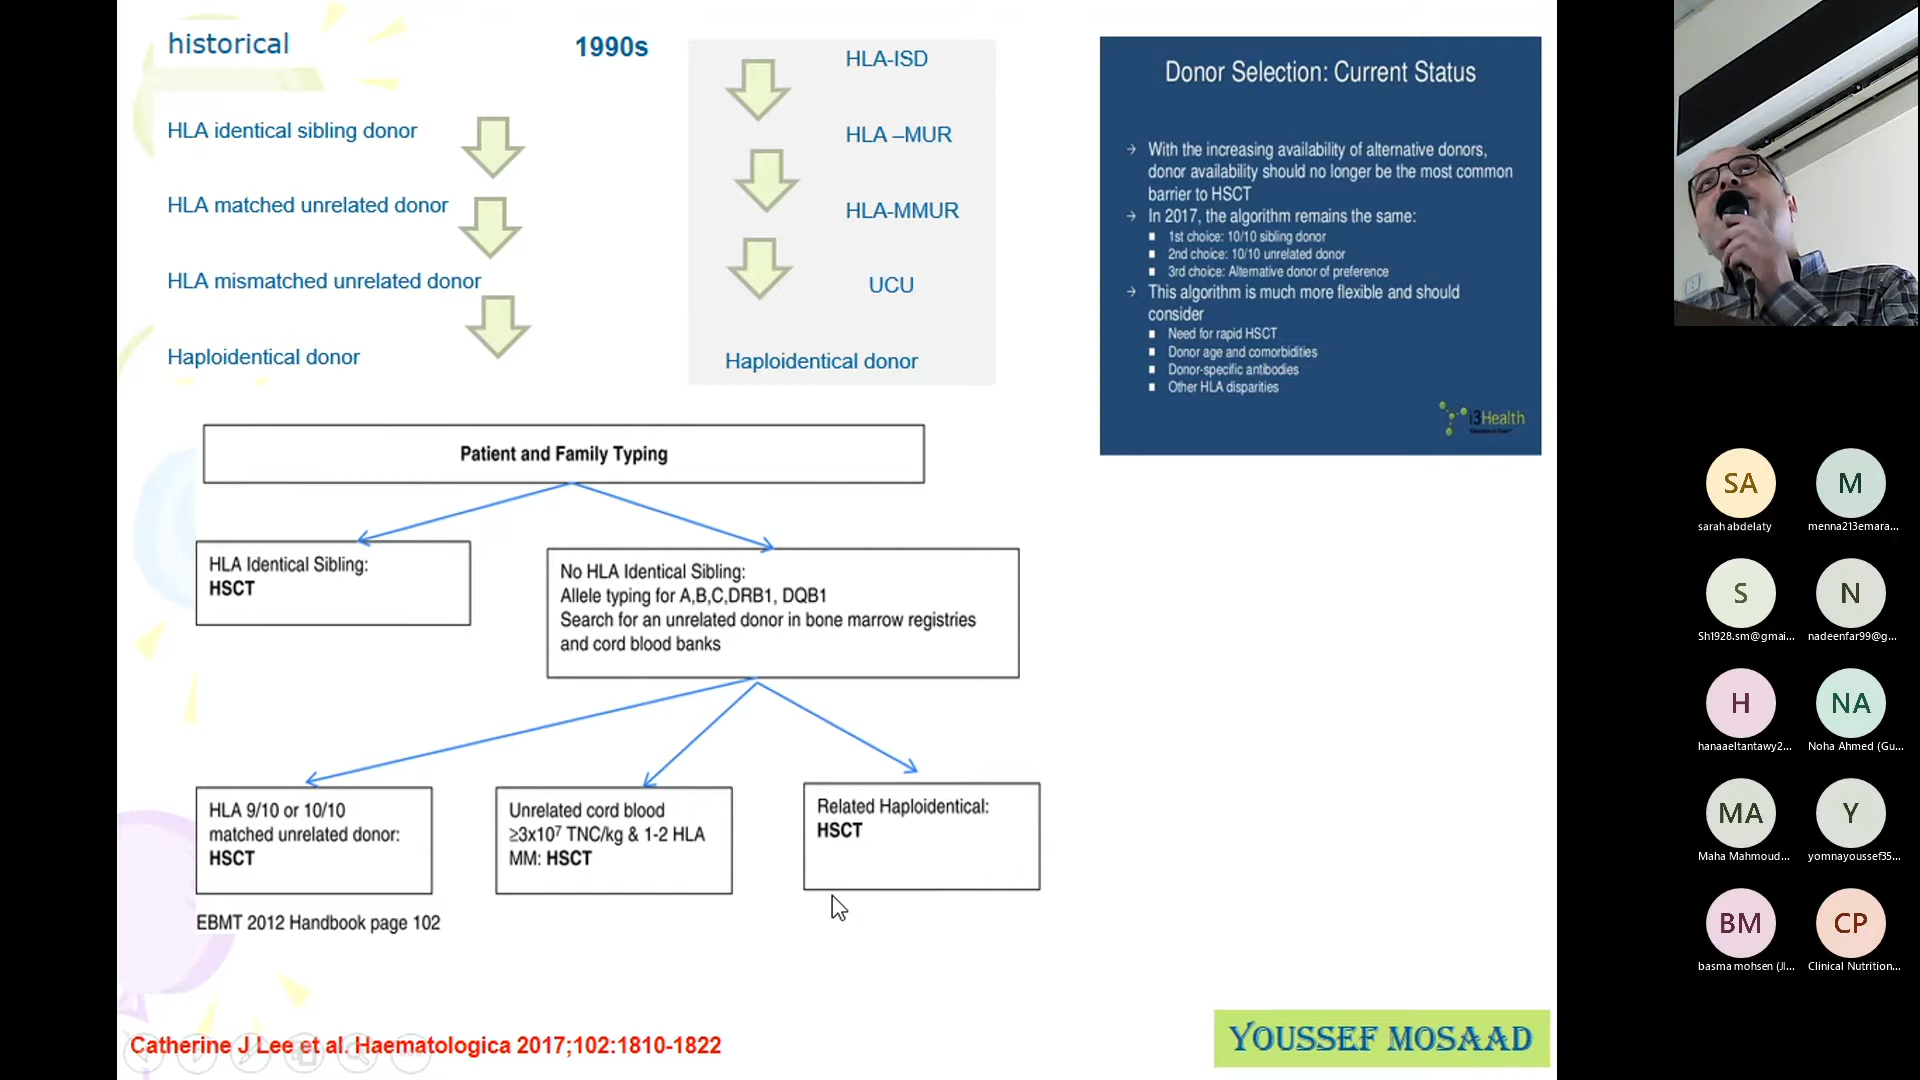 historical
1990s
HLA identical sibling donor
HLA matched unrelated donor
HLA mismatched unrelated donor
Haploidentical donor
HLA-ISD
HLA –MUR
HLA-MMUR
UCU
Haploidentical donor
Donor Selection: Current Status
→ With the increasing availability of alternative donors,
donor availability should no longer be the most common
barrier to HSCT
→ In 2017, the algorithm remains the same:
■ 1st choice: 10/10 sibling donor
■ 2nd choice: 10/10 unrelated donor
■ 3rd choice: Alternative donor of preference
→ This algorithm is much more flexible and should
consider
■ Need for rapid HSCT
■ Donor age and comorbidities
■ Donor-specific antibodies
■ Other HLA disparities
i3Health
Patient and Family Typing
HLA Identical Sibling:
HSCT
No HLA Identical Sibling:
Allele typing for A,B,C,DRB1, DQB1
Search for an unrelated donor in bone marrow registries
and cord blood banks
HLA 9/10 or 10/10
matched unrelated donor:
HSCT
Unrelated cord blood
≥3x10⁷ TNC/kg & 1-2 HLA
MM: HSCT
Related Haploidentical:
HSCT
EBMT 2012 Handbook page 102
Catherine J Lee et al. Haematologica 2017;102:1810-1822
YOUSSEF MOSAAD
SA
sarah abdelaty
M
menna213emara...
S
Sh1928.sm@gmai...
N
nadeenfar99@g...
H
hanaaeltantawy2...
NA
Noha Ahmed (Gu...
MA
Maha Mahmoud...
Y
yomnayoussef35...
BM
basma mohsen (Jl...
CP
Clinical Nutrition...